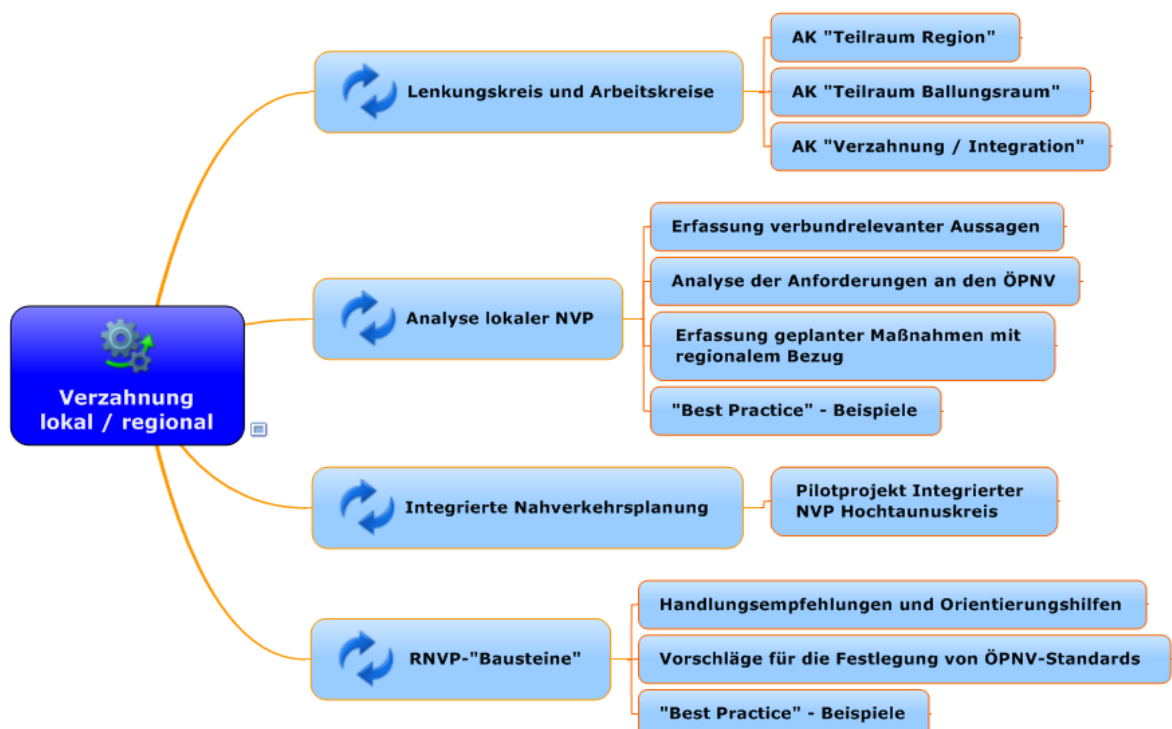 Verzahnung
lokal / regional
Lenkungskreis und Arbeitskreise
AK "Teilraum Region"
AK "Teilraum Ballungsraum"
AK "Verzahnung / Integration"
Analyse lokaler NVP
Erfassung verbundrelevanter Aussagen
Analyse der Anforderungen an den ÖPNV
Erfassung geplanter Maßnahmen mit
regionalem Bezug
"Best Practice" - Beispiele
Integrierte Nahverkehrsplanung
Pilotprojekt Integrierter
NVP Hochtaunuskreis
RNVP-"Bausteine"
Handlungsempfehlungen und Orientierungshilfen
Vorschläge für die Festlegung von ÖPNV-Standards
"Best Practice" - Beispiele